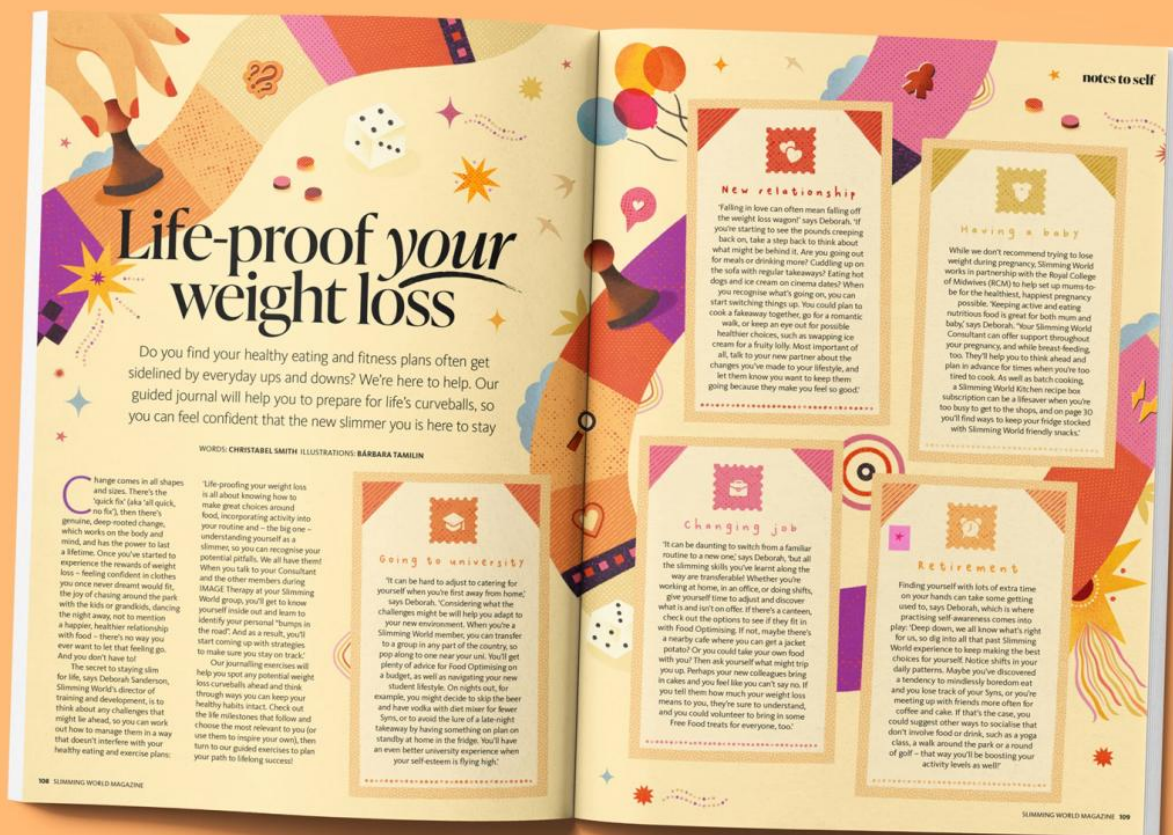 Life-proof your
weight loss
Do you find your healthy eating and fitness plans often get
sidelined by everyday ups and downs? We're here to help. Our
guided journal will help you to prepare for life's curveballs, so
you can feel confident that the new slimmer you is here to stay
WORDS: CHRISTABEL SMITH ILLUSTRATIONS: BÁRBARA TAMILIN
Change comes in all shapes
and sizes. There's the
'quick fix' (aka 'all quick,
no fix'), then there's
genuine, deep-rooted change,
which works on the body and
mind, and has the power to last
a lifetime. Once you've started to
experience the rewards of weight
loss – feeling confident in clothes
you once never dreamt would fit,
the joy of chasing around the park
with the kids or grandkids, dancing
the night away, not to mention
a happier, healthier relationship
with food – there's no way you
ever want to let that feeling go.
And you don't have to!
The secret to staying slim
for life, says Deborah Sanderson,
Slimming World's director of
training and development, is to
think about any challenges that
might lie ahead, so you can work
out how to manage them in a way
that doesn't interfere with your
healthy eating and exercise plans:
'Life-proofing your weight loss
is all about knowing how to
make great choices around
food, incorporating activity into
your routine and – the big one –
understanding yourself as a
slimmer, so you can recognise your
potential pitfalls. We all have them!
When you talk to your Consultant
and the other members during
IMAGE Therapy at your Slimming
World group, you'll get to know
yourself inside out and learn to
identify your personal "bumps in
the road". And as a result, you'll
start coming up with strategies
to make sure you stay on track.'
Our journalling exercises will
help you spot any potential weight
loss curveballs ahead and think
through ways you can keep your
healthy habits intact. Check out
the life milestones that follow and
choose the most relevant to you (or
use them to inspire your own), then
turn to our guided exercises to plan
your path to lifelong success!
Going to university
'It can be hard to adjust to catering for
yourself when you're first away from home,'
says Deborah. 'Considering what the
challenges might be will help you adapt to
your new environment. When you're a
Slimming World member, you can transfer
to a group in any part of the country, so
pop along to one near your uni. You'll get
plenty of advice for Food Optimising on
a budget, as well as navigating your new
student lifestyle. On nights out, for
example, you might decide to skip the beer
and have vodka with diet mixer for fewer
Syns, or to avoid the lure of a late-night
takeaway by having something on plan on
standby at home in the fridge. You'll have
an even better university experience when
your self-esteem is flying high.'
108 SLIMMING WORLD MAGAZINE
notes to self
New relationship
'Falling in love can often mean falling off
the weight loss wagon!' says Deborah. 'If
you're starting to see the pounds creeping
back on, take a step back to think about
what might be behind it. Are you going out
for meals or drinking more? Cuddling up on
the sofa with regular takeaways? Eating hot
dogs and ice cream on cinema dates? When
you recognise what's going on, you can
start switching things up. You could plan to
cook a fakeaway together, go for a romantic
walk, or keep an eye out for possible
healthier choices, such as swapping ice
cream for a fruity lolly. Most important of
all, talk to your new partner about the
changes you've made to your lifestyle, and
let them know you want to keep them
going because they make you feel so good.'
Having a baby
While we don't recommend trying to lose
weight during pregnancy, Slimming World
works in partnership with the Royal College
of Midwives (RCM) to help set up mums-to-
be for the healthiest, happiest pregnancy
possible. 'Keeping active and eating
nutritious food is great for both mum and
baby,' says Deborah. 'Your Slimming World
Consultant can offer support throughout
your pregnancy, and while breast-feeding,
too. They'll help you to think ahead and
plan in advance for times when you're too
tired to cook. As well as batch cooking,
a Slimming World Kitchen recipe box
subscription can be a lifesaver when you're
too busy to get to the shops, and on page 30
you'll find ways to keep your fridge stocked
with Slimming World friendly snacks.'
Changing job
'It can be daunting to switch from a familiar
routine to a new one,' says Deborah, 'but all
the slimming skills you've learnt along the
way are transferable! Whether you're
working at home, in an office, or doing shifts,
give yourself time to adjust and discover
what is and isn't on offer. If there's a canteen,
check out the options to see if they fit in
with Food Optimising. If not, maybe there's
a nearby cafe where you can get a jacket
potato? Or could you take your own food
with you? Then ask yourself what might trip
you up. Perhaps your new colleagues bring
in cakes and you feel like you can't say no. If
you tell them how much your weight loss
means to you, they're sure to understand,
and you could volunteer to bring in some
Free Food treats for everyone, too.'
Retirement
Finding yourself with lots of extra time
on your hands can take some getting
used to, says Deborah, which is where
practising self-awareness comes into
play: 'Deep down, we all know what's right
for us, so dig into all that past Slimming
World experience to keep making the best
choices for yourself. Notice shifts in your
daily patterns. Maybe you've discovered
a tendency to mindlessly boredom eat
and you lose track of your Syns, or you're
meeting up with friends more often for
coffee and cake. If that's the case, you
could suggest other ways to socialise that
don't involve food or drink, such as a yoga
class, a walk around the park or a round
of golf – that way you'll be boosting your
activity levels as well!'
SLIMMING WORLD MAGAZINE 109